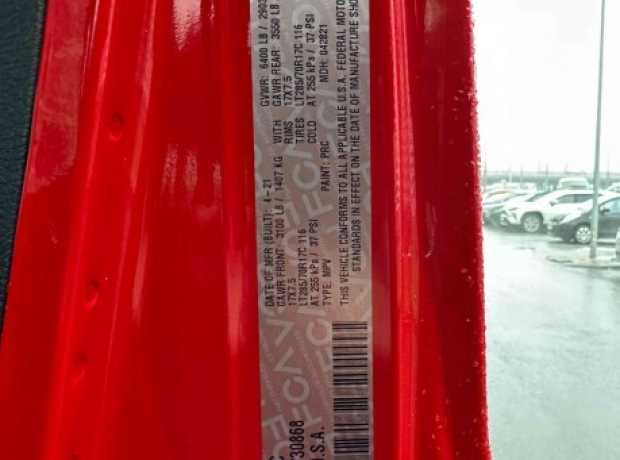 DATE OF MFR (BUILT): 4-21 GVWR: 6400 LB / 290
GAWR FRONT: 3100 LB / 1407 KG WITH GAWR REAR: 3550 LB
17X7.5 RIMS 17X7.5
LT285/70R17C 116 TIRES LT285/70R17C 116
AT 255 kPa / 37 PSI COLD AT 255 kPa / 37 PSI
TYPE: MPV PAINT: PRC MDH: 042821
THIS VEHICLE CONFORMS TO ALL APPLICABLE U.S.A. FEDERAL MOTO
STANDARDS IN EFFECT ON THE DATE OF MANUFACTURE SHO
30868
.S.A.